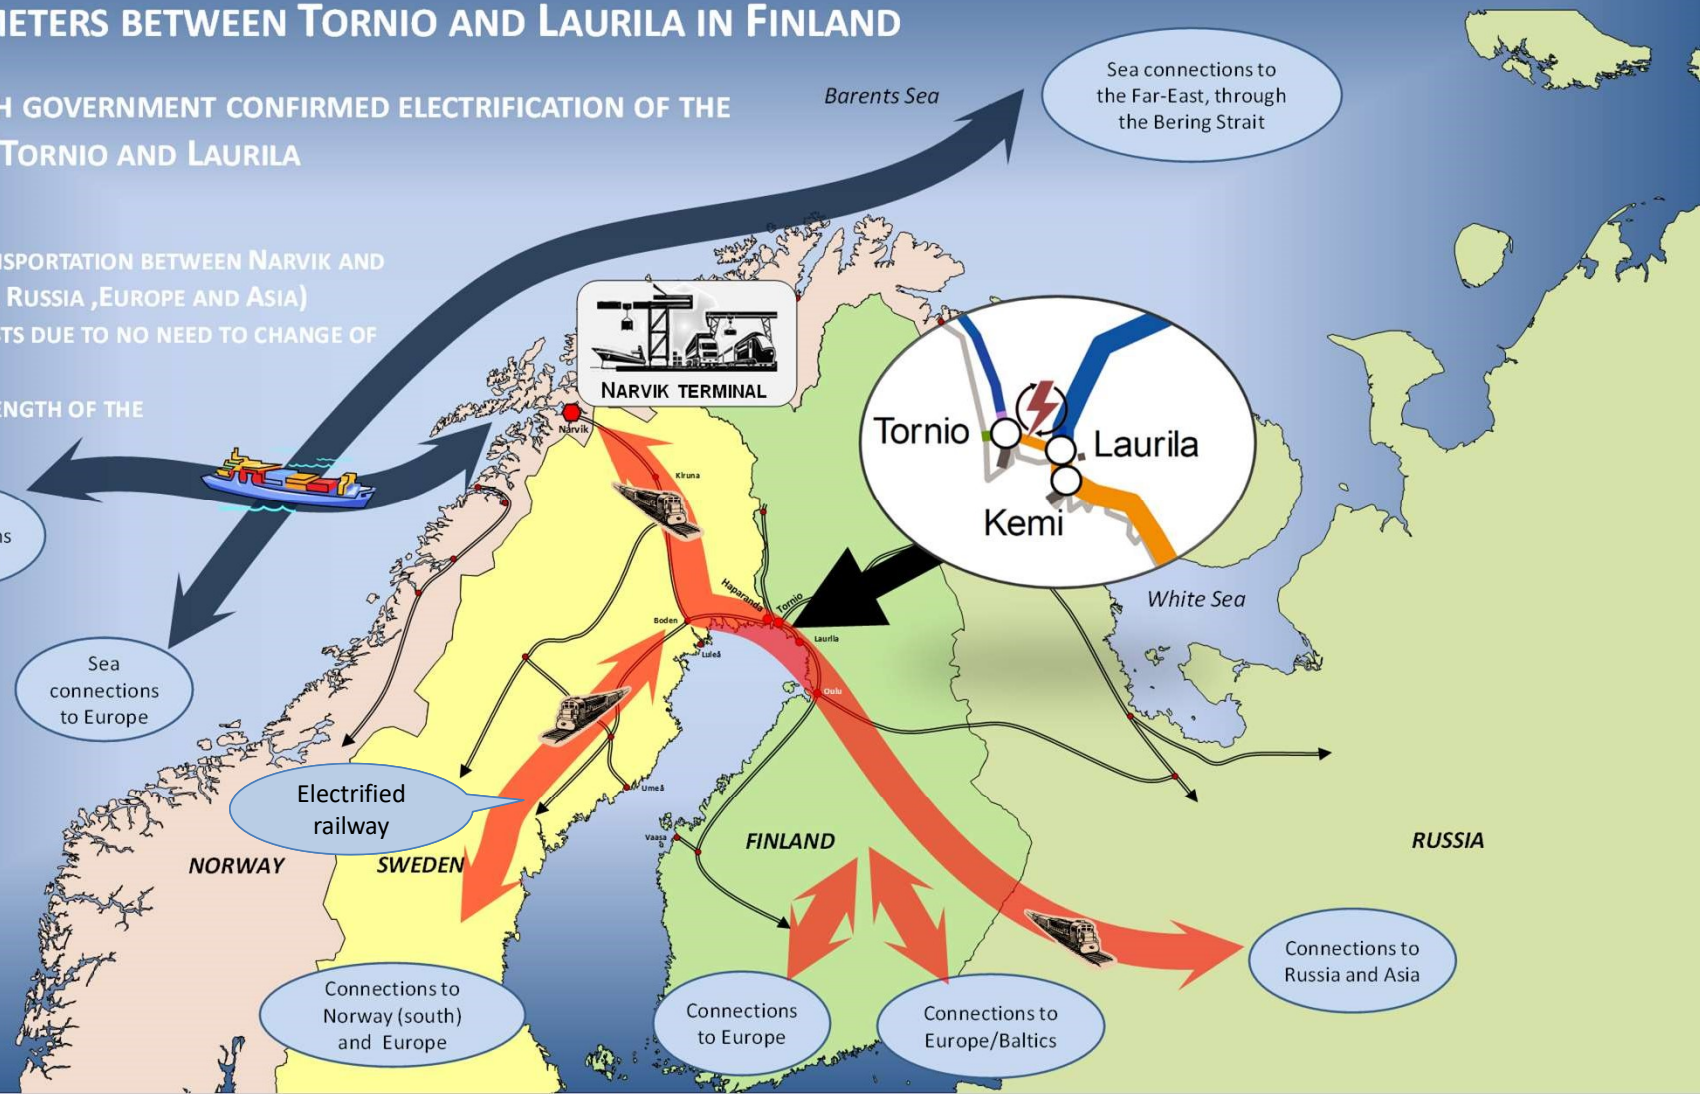 IETERS BETWEEN TORNIO AND LAURILA IN FINLAND
H GOVERNMENT CONFIRMED ELECTRIFICATION OF THE
TORNIO AND LAURILA
NSPORTATION BETWEEN NARVIK AND
RUSSIA ,EUROPE AND ASIA)
STS DUE TO NO NEED TO CHANGE OF
ENGTH OF THE
Barents Sea
Sea connections to
the Far-East, through
the Bering Strait
NARVIK TERMINAL
Narvik
Kiruna
Tornio
Laurila
Kemi
ns
White Sea
Haparanda
Tornio
Boden
Laurila
Luleå
Oulu
Sea
connections
to Europe
Electrified
railway
Umeå
Vaasa
NORWAY
SWEDEN
FINLAND
RUSSIA
Connections to
Norway (south)
and Europe
Connections
to Europe
Connections to
Europe/Baltics
Connections to
Russia and Asia